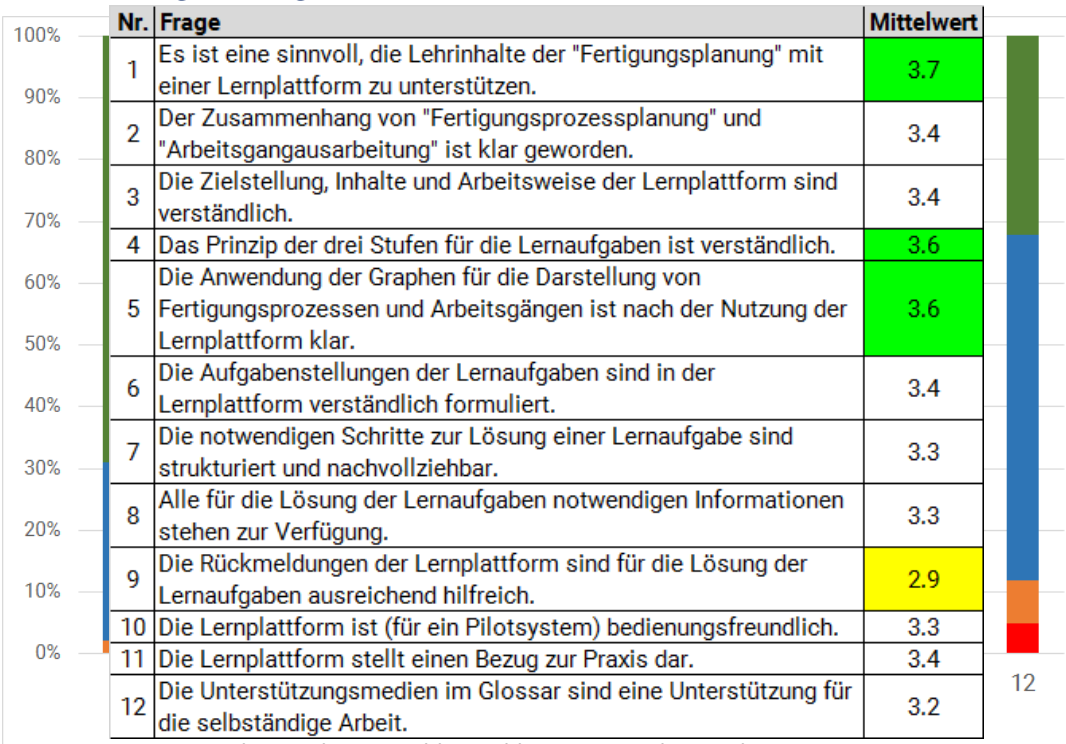 Nr. Frage Mittelwert
1 Es ist eine sinnvoll, die Lehrinhalte der "Fertigungsplanung" mit
einer Lernplattform zu unterstützen. 3.7
2 Der Zusammenhang von "Fertigungsprozessplanung" und
"Arbeitsgangausarbeitung" ist klar geworden. 3.4
3 Die Zielstellung, Inhalte und Arbeitsweise der Lernplattform sind
verständlich. 3.4
4 Das Prinzip der drei Stufen für die Lernaufgaben ist verständlich. 3.6
Die Anwendung der Graphen für die Darstellung von
5 Fertigungsprozessen und Arbeitsgängen ist nach der Nutzung der 3.6
Lernplattform klar.
6 Die Aufgabenstellungen der Lernaufgaben sind in der
Lernplattform verständlich formuliert. 3.4
7 Die notwendigen Schritte zur Lösung einer Lernaufgabe sind
strukturiert und nachvollziehbar. 3.3
8 Alle für die Lösung der Lernaufgaben notwendigen Informationen
stehen zur Verfügung. 3.3
9 Die Rückmeldungen der Lernplattform sind für die Lösung der
Lernaufgaben ausreichend hilfreich. 2.9
10 Die Lernplattform ist (für ein Pilotsystem) bedienungsfreundlich. 3.3
11 Die Lernplattform stellt einen Bezug zur Praxis dar. 3.4
12 Die Unterstützungsmedien im Glossar sind eine Unterstützung für
die selbständige Arbeit. 3.2
100%
90%
80%
70%
60%
50%
40%
30%
20%
10%
0%
12